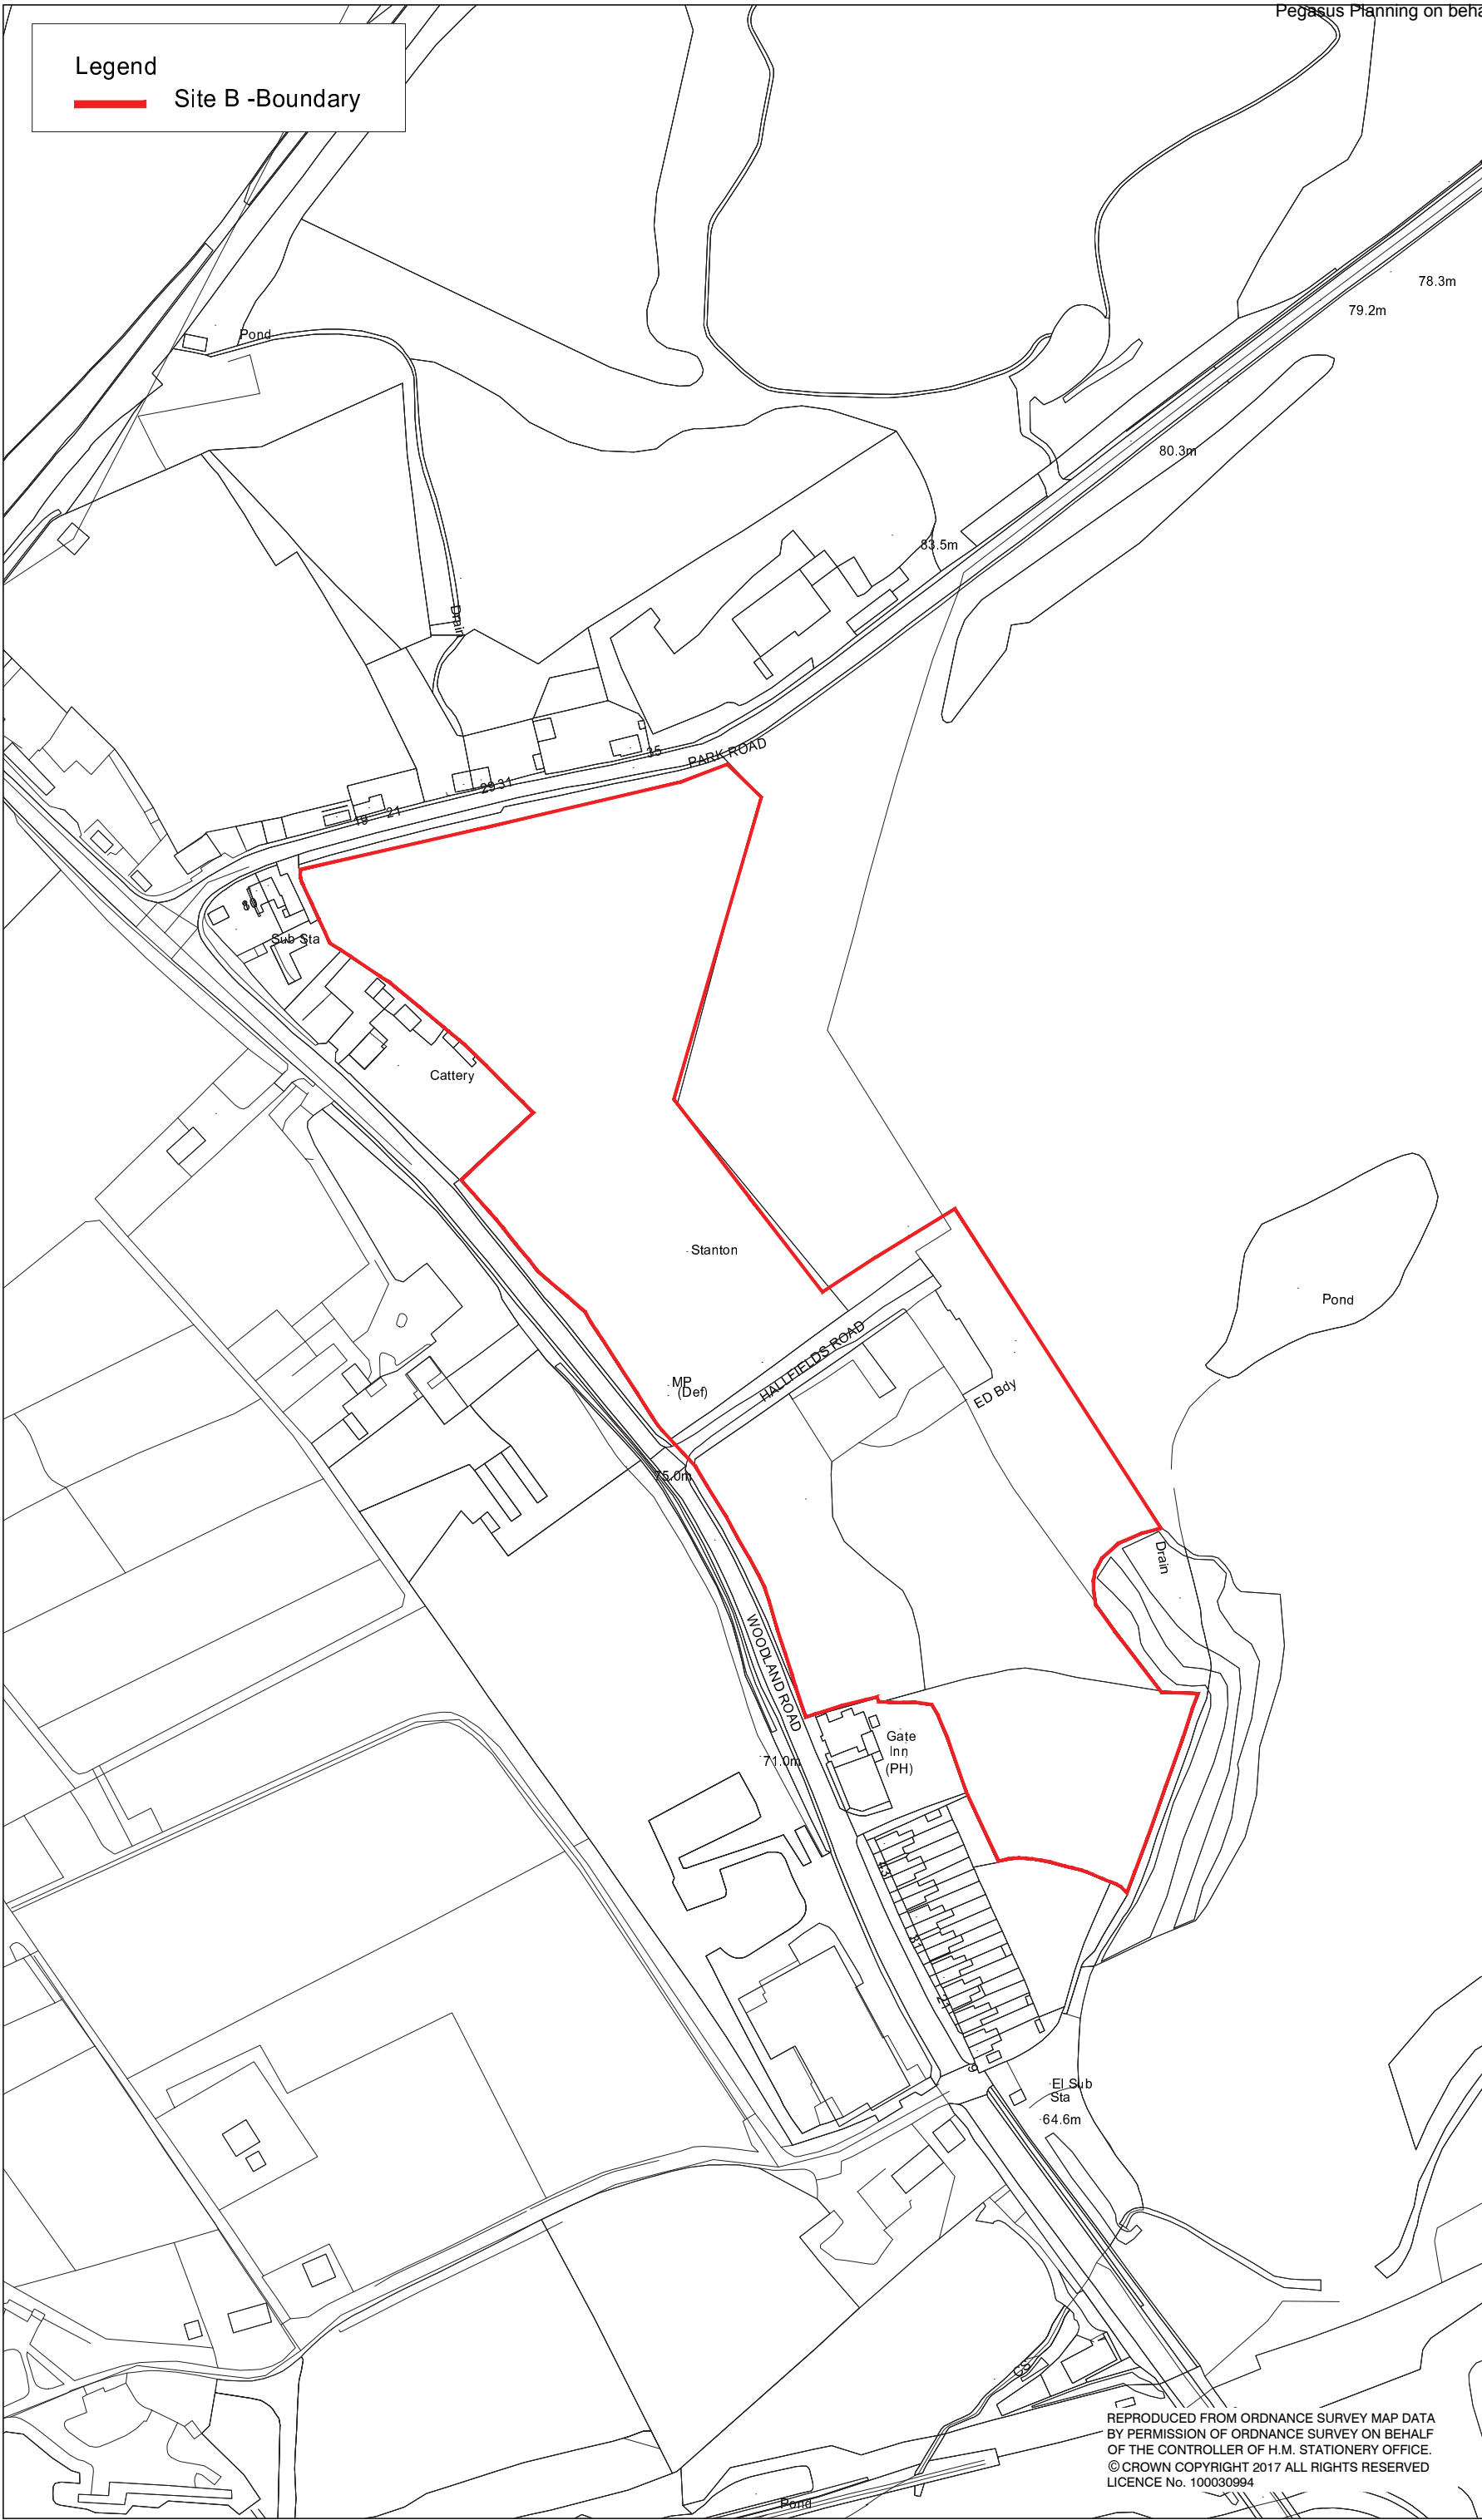 Pegasus Planning on beha
Legend
Site B -Boundary
78.3m
79.2m
Pond
80.3m
83.5m
Drain
35
PARK ROAD
29 31
21
19
80
Sub Sta
Cattery
Stanton
Pond
HALLFIELDS ROAD
MP
(Def)
ED Bdy
75.0m
Drain
WOODLAND ROAD
Gate
Inn
(PH)
71.0m
43
9
El Sub
Sta
64.6m
CS
REPRODUCED FROM ORDNANCE SURVEY MAP DATA
BY PERMISSION OF ORDNANCE SURVEY ON BEHALF
OF THE CONTROLLER OF H.M. STATIONERY OFFICE.
© CROWN COPYRIGHT 2017 ALL RIGHTS RESERVED
LICENCE No. 100030994
Pond